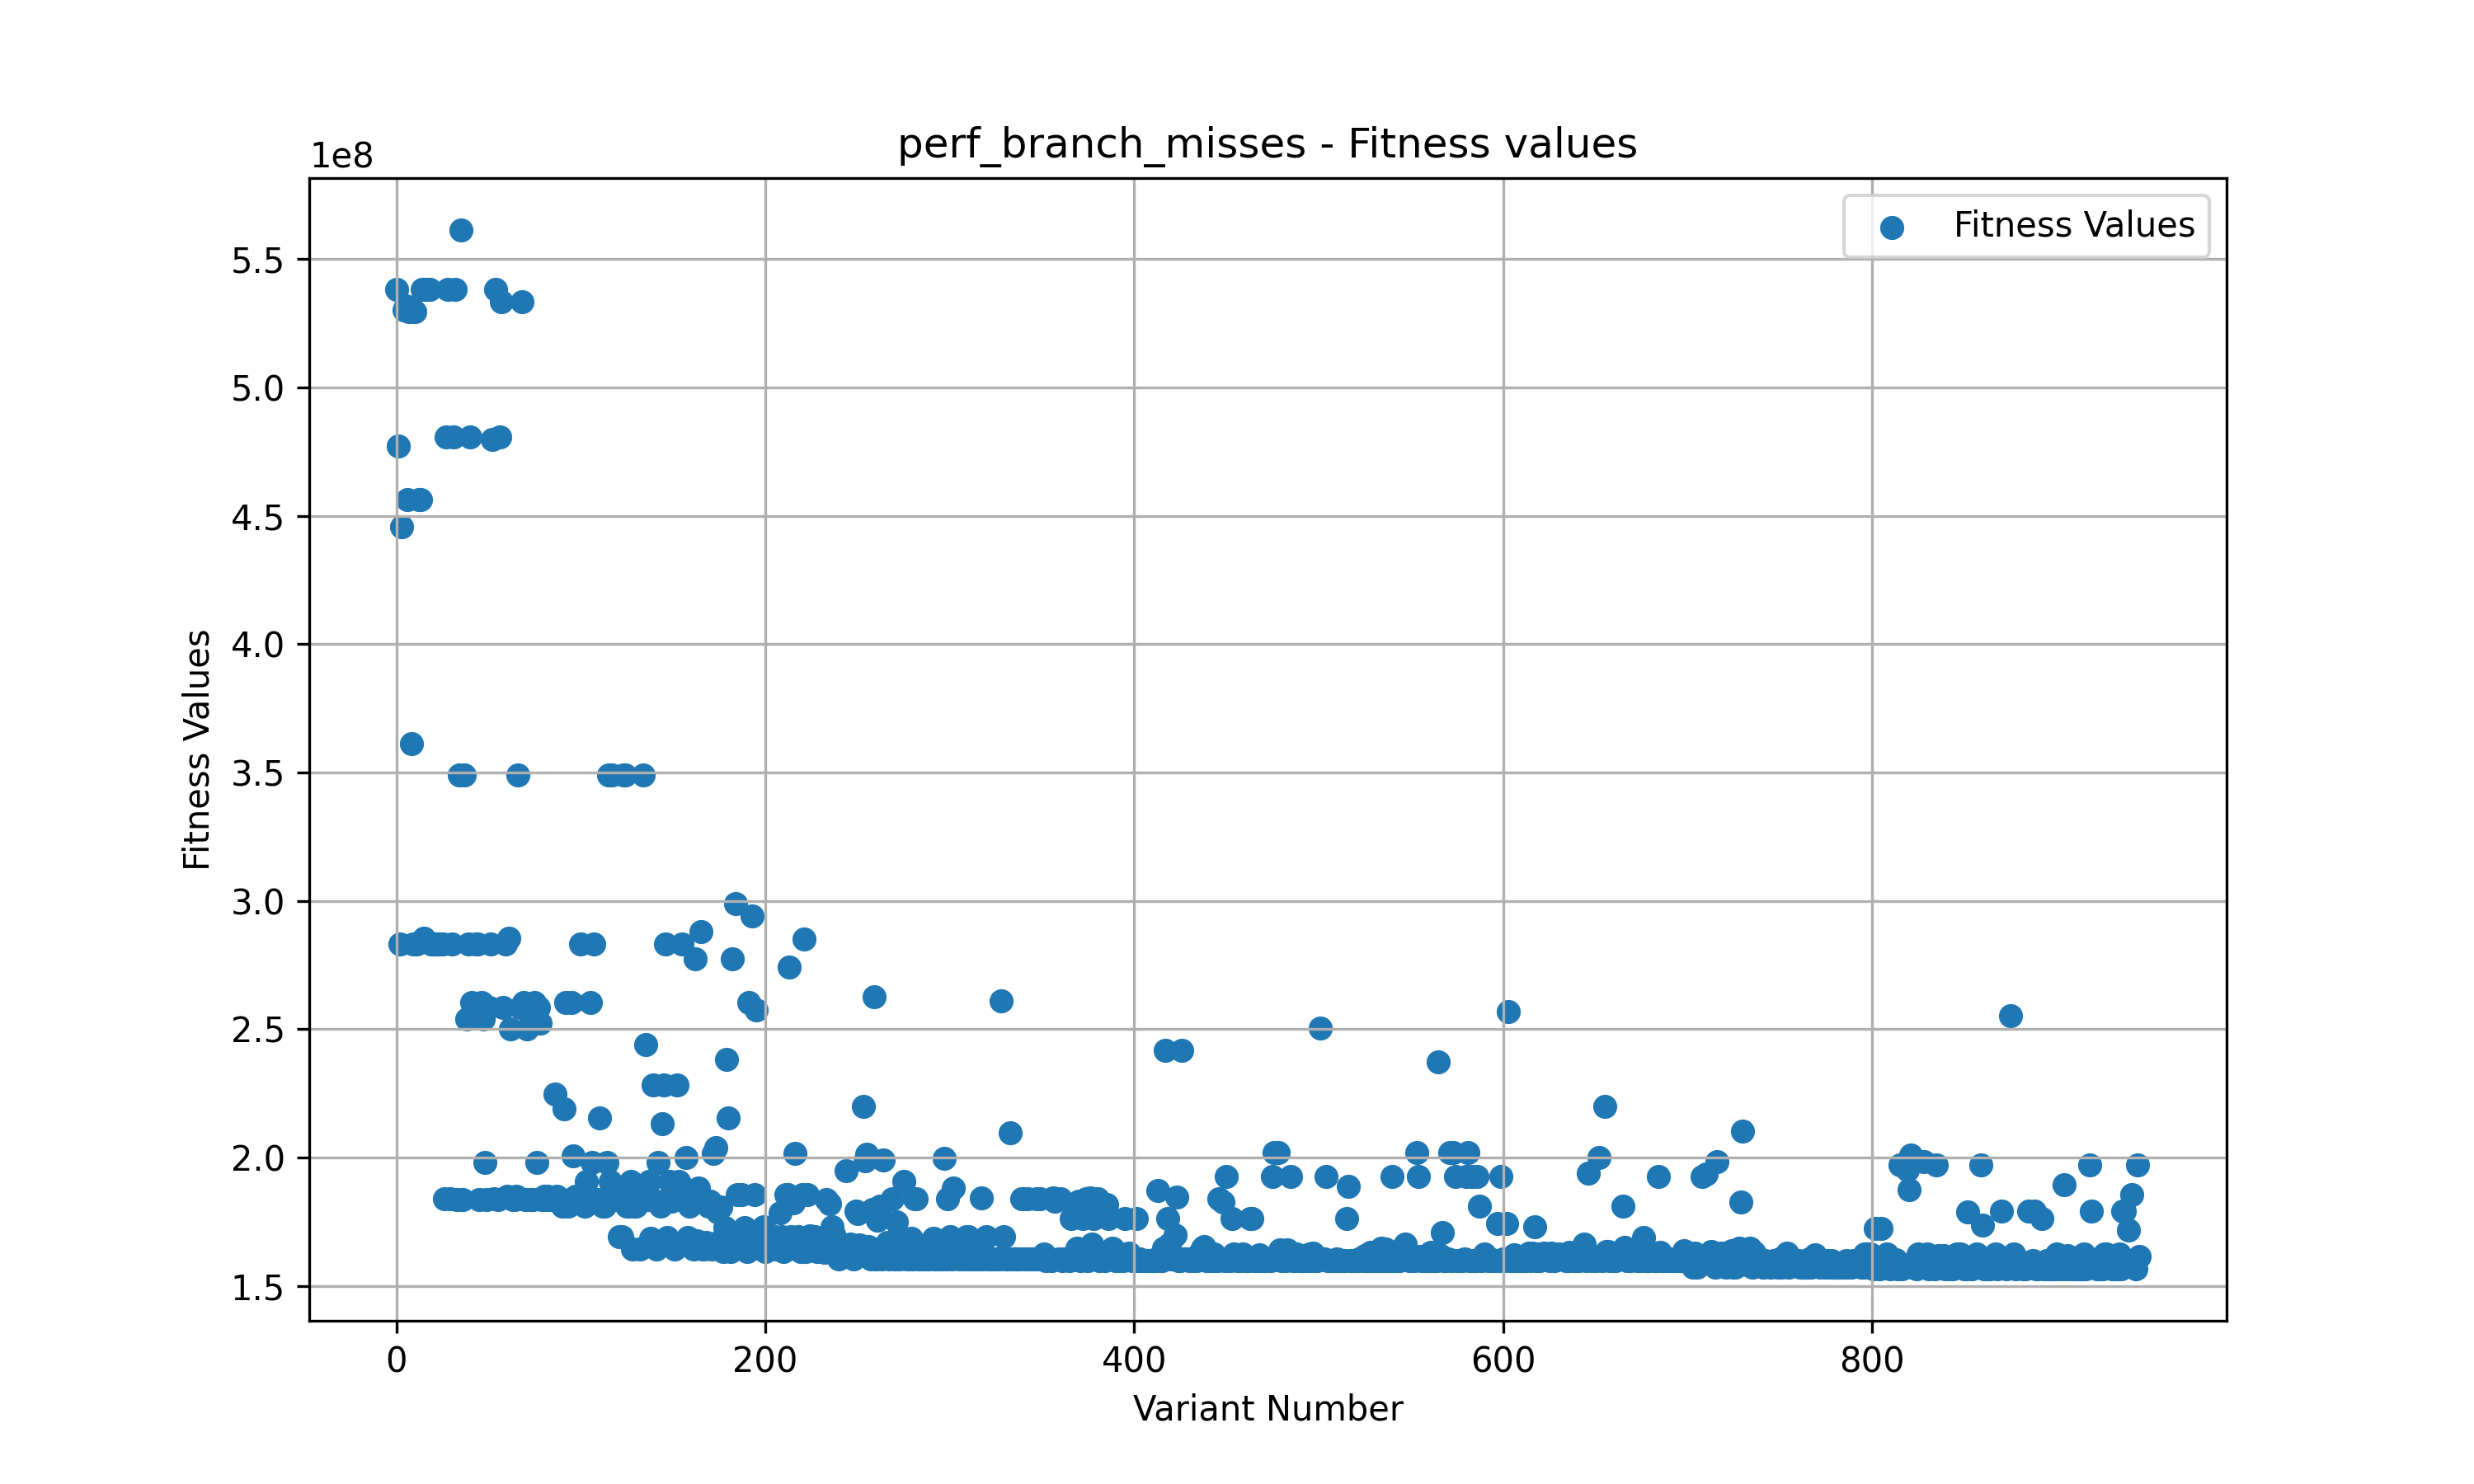 perf_branch_misses - Fitness values
1e8
Fitness Values
5.5
5.0
4.5
4.0
3.5
3.0
2.5
2.0
1.5
Fitness Values
0
200
400
600
800
Variant Number